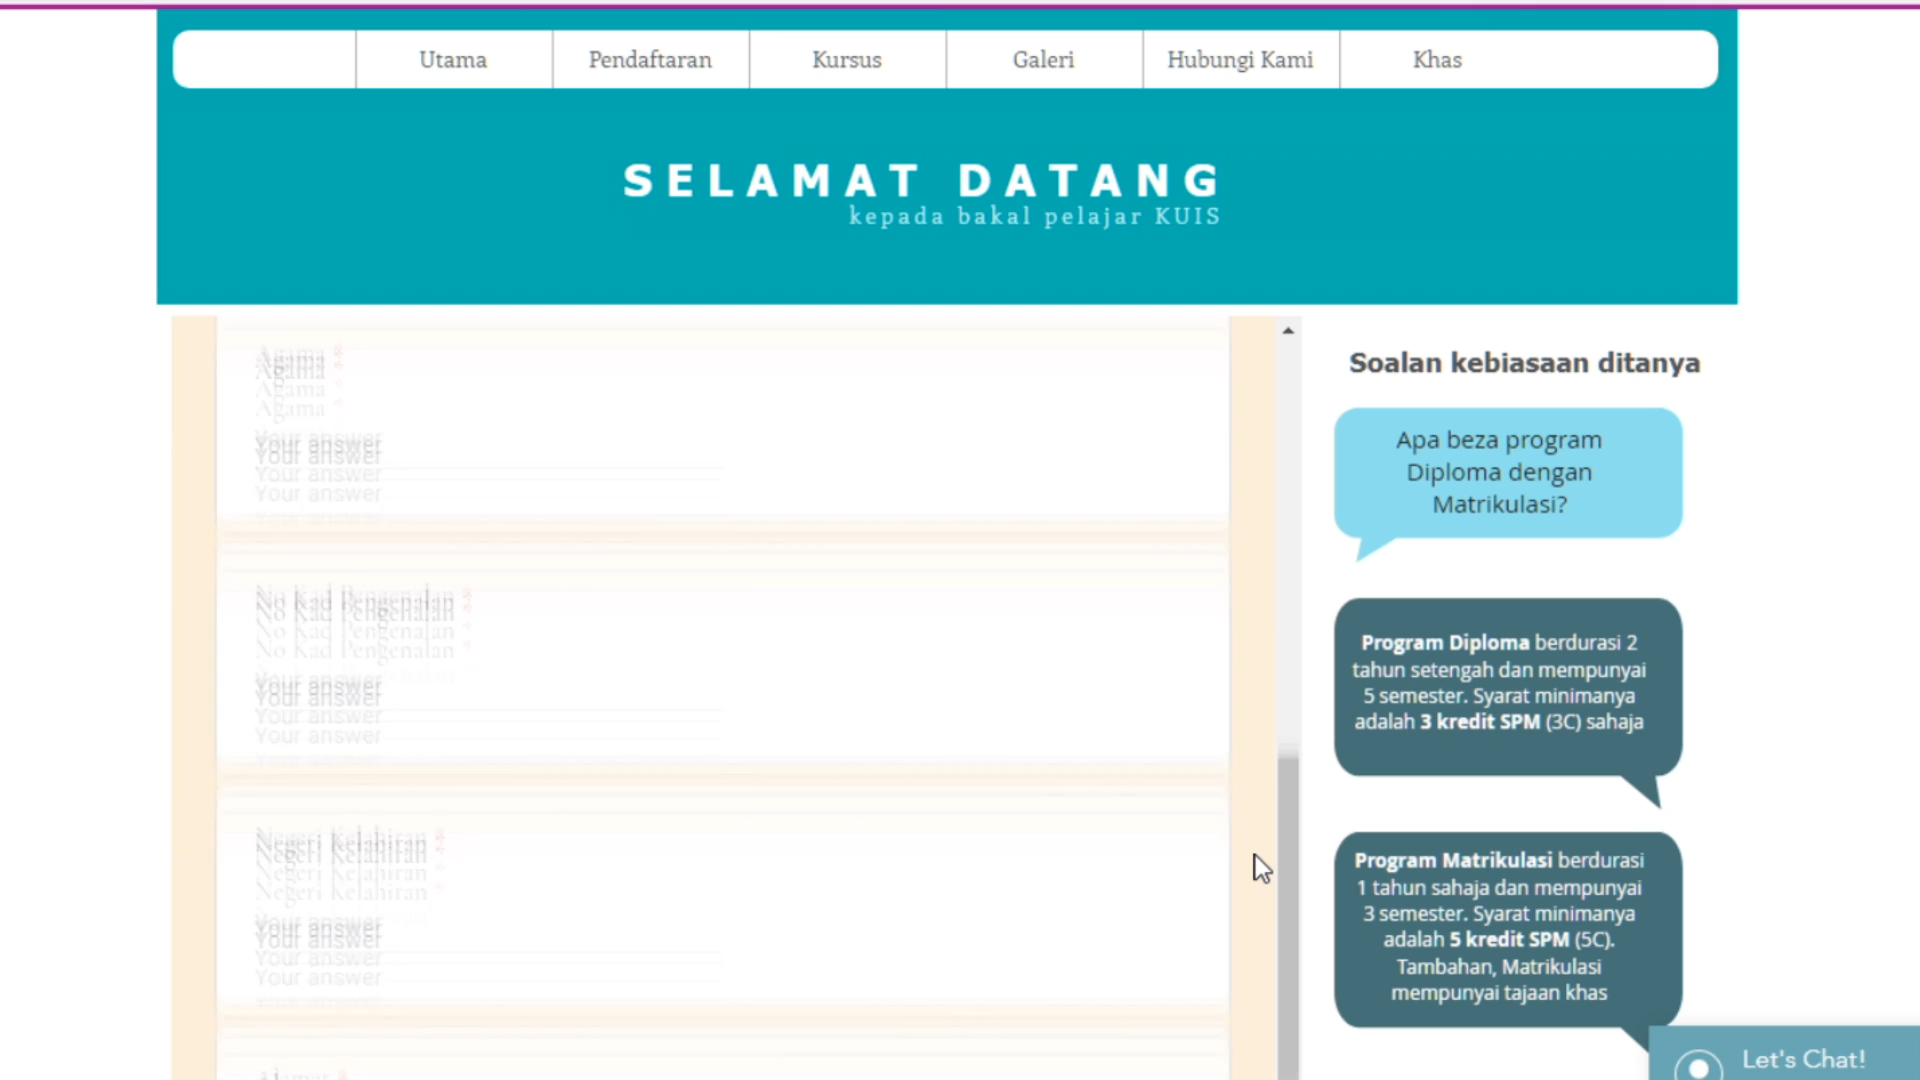 Utama
Pendaftaran
Kursus
Galeri
Hubungi Kami
Khas
SELAMAT DATANG
kepada bakal pelajar KUIS
Agama *
Your answer
No Kad Pengenalan *
Your answer
Negeri Kelahiran *
Your answer
Alamat *
Soalan kebiasaan ditanya
Apa beza program
Diploma dengan
Matrikulasi?
Program Diploma berdurasi 2
tahun setengah dan mempunyai
5 semester. Syarat minimanya
adalah 3 kredit SPM (3C) sahaja
Program Matrikulasi berdurasi
1 tahun sahaja dan mempunyai
3 semester. Syarat minimanya
adalah 5 kredit SPM (5C).
Tambahan, Matrikulasi
mempunyai tajaan khas
Let's Chat!